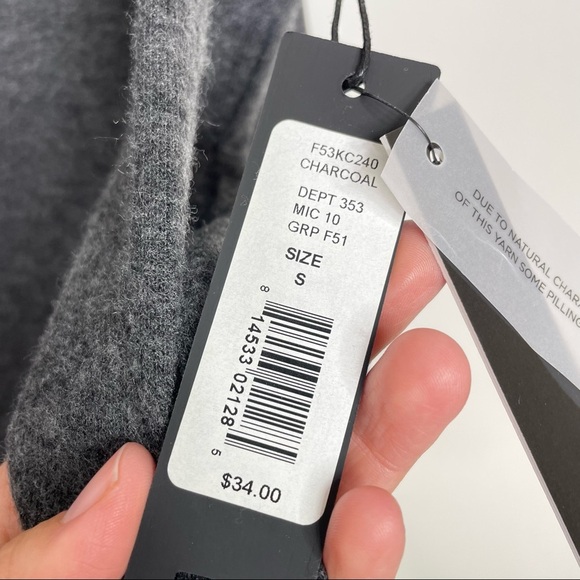 F53KC240
CHARCOAL
DEPT 353
MIC 10
GRP F51
SIZE
S
8 14533 02128 5
$34.00
DUE TO NATURAL
OF THIS YARN SOME PILLING